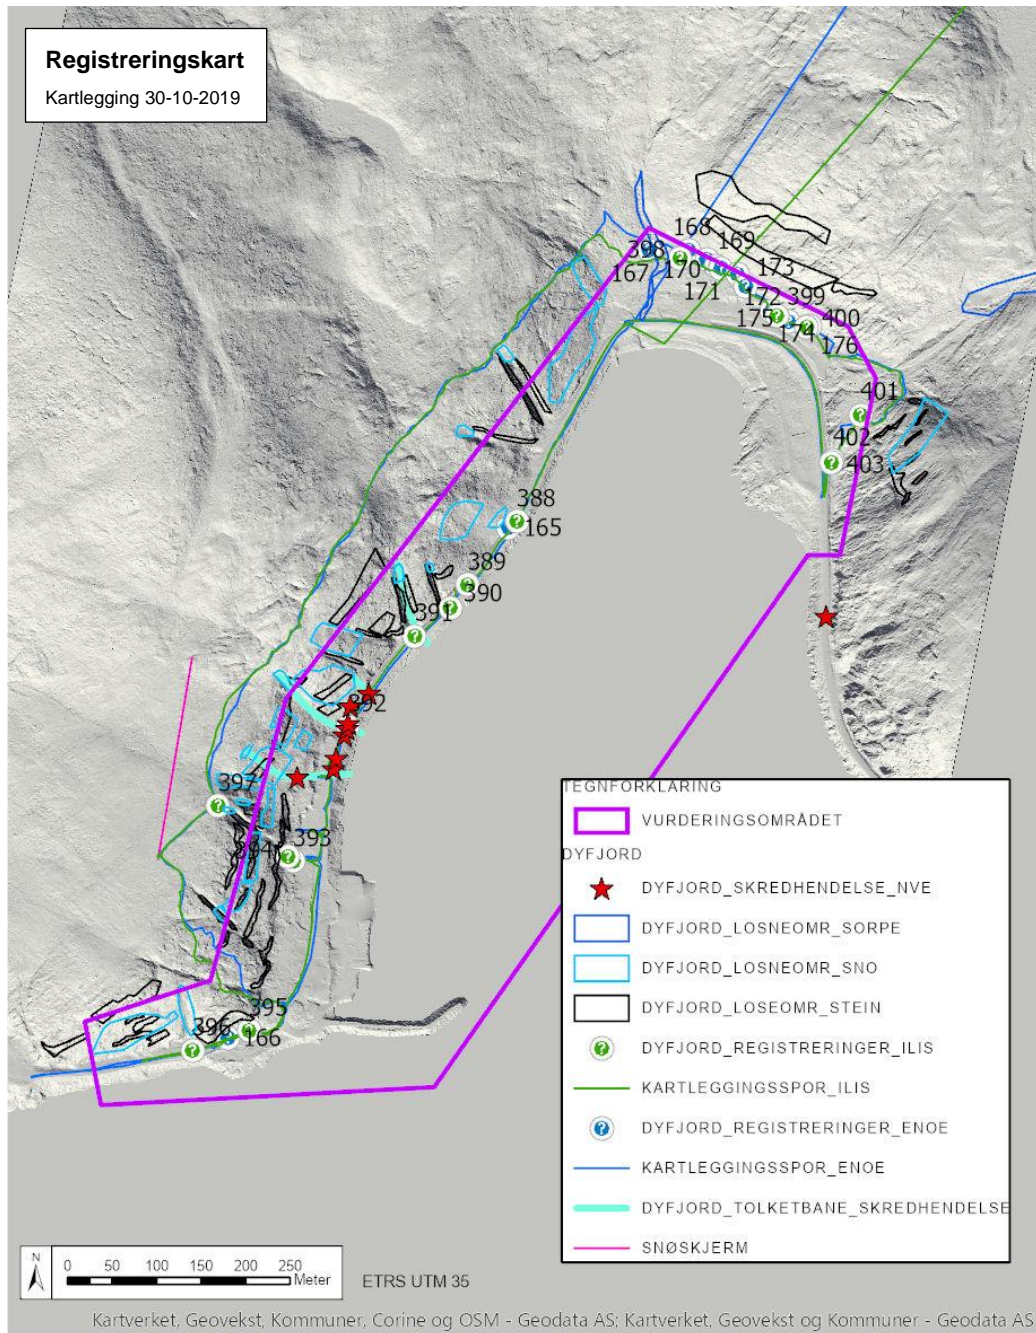 Registreringskart
Kartlegging 30-10-2019
168
398
169
167
170
173
171
172
399
175
400
174
176
401
402
403
388
165
389
390
391
392
397
393
394
395
396
166
TEGNFORKLARING
VURDERINGSOMRÅDET
DYFJORD
DYFJORD_SKREDHENDELSE_NVE
DYFJORD_LOSNEOMR_SORPE
DYFJORD_LOSNEOMR_SNO
DYFJORD_LOSEOMR_STEIN
DYFJORD_REGISTRERINGER_ILIS
KARTLEGGINGSSPOR_ILIS
DYFJORD_REGISTRERINGER_ENOE
KARTLEGGINGSSPOR_ENOE
DYFJORD_TOLKETBANE_SKREDHENDELSE
SNØSKJERM
N
0 50 100 150 200 250
Meter
ETRS UTM 35
Kartverket, Geovekst, Kommuner, Corine og OSM - Geodata AS; Kartverket, Geovekst og Kommuner - Geodata AS